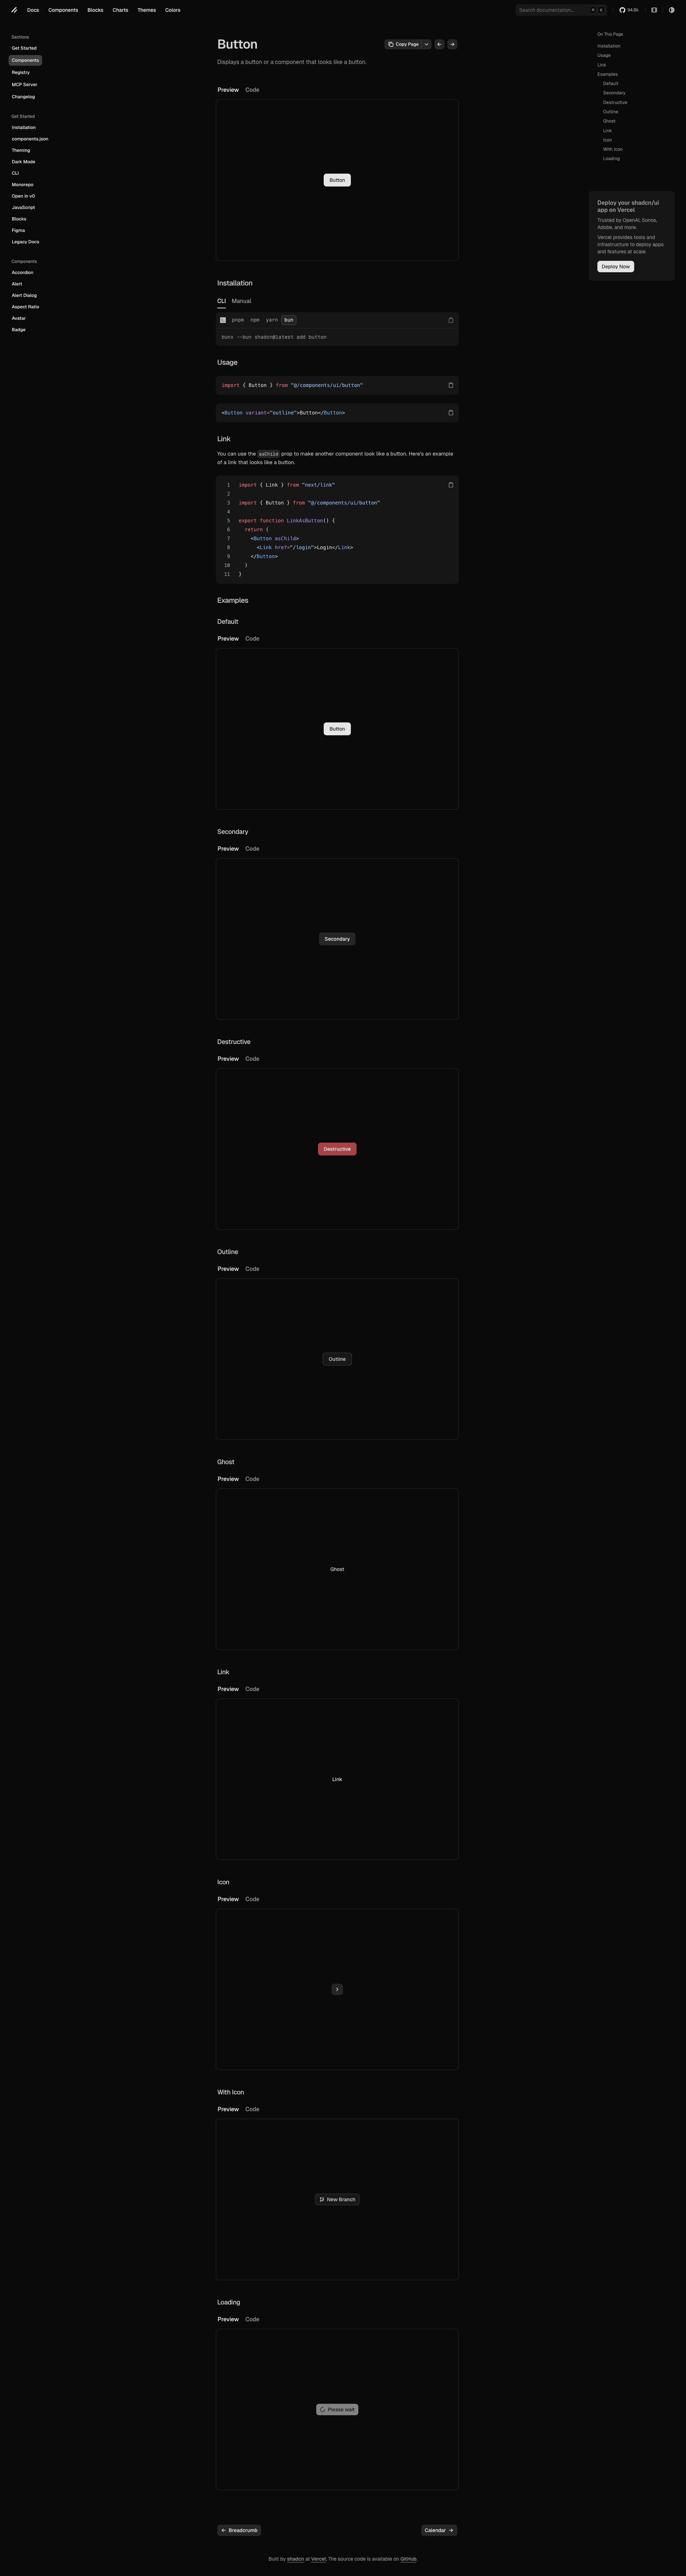 Docs Components Blocks Charts Themes Colors
Search documentation... ⌘ K
94.8k
Sections
Get Started
Components
Registry
MCP Server
Changelog
Get Started
Installation
components.json
Theming
Dark Mode
CLI
Monorepo
Open in v0
JavaScript
Blocks
Figma
Legacy Docs
Components
Accordion
Alert
Alert Dialog
Aspect Ratio
Avatar
Badge
Button
Copy Page
Displays a button or a component that looks like a button.
Preview Code
Button
Installation
CLI Manual
pnpm npm yarn bun
bunx --bun shadcn@latest add button
Usage
import { Button } from "@/components/ui/button"
<Button variant="outline">Button</Button>
Link
You can use the asChild prop to make another component look like a button. Here's an example
of a link that looks like a button.
1 import { Link } from "next/link"
2
3 import { Button } from "@/components/ui/button"
4
5 export function LinkAsButton() {
6 return (
7 <Button asChild>
8 <Link href="/login">Login</Link>
9 </Button>
10 )
11 }
Examples
Default
Preview Code
Button
Secondary
Preview Code
Secondary
Destructive
Preview Code
Destructive
Outline
Preview Code
Outline
Ghost
Preview Code
Ghost
Link
Preview Code
Link
Icon
Preview Code
With Icon
Preview Code
New Branch
Loading
Preview Code
Please wait
Breadcrumb
Calendar
Built by shadcn at Vercel. The source code is available on GitHub.
On This Page
Installation
Usage
Link
Examples
Default
Secondary
Destructive
Outline
Ghost
Link
Icon
With Icon
Loading
Deploy your shadcn/ui
app on Vercel
Trusted by OpenAI, Sonos,
Adobe, and more.
Vercel provides tools and
infrastructure to deploy apps
and features at scale.
Deploy Now